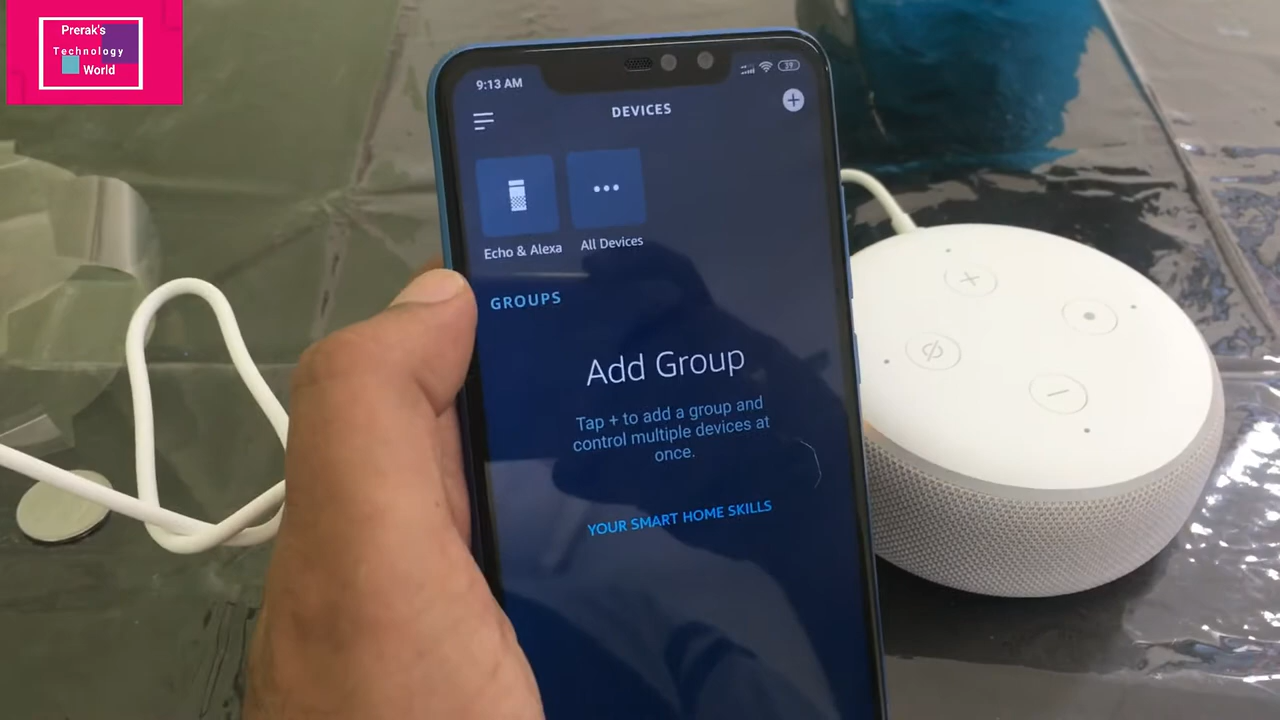 Prerak's
Technology
World
9:13 AM
39
DEVICES
Echo & Alexa
All Devices
GROUPS
Add Group
Tap + to add a group and
control multiple devices at
once.
YOUR SMART HOME SKILLS